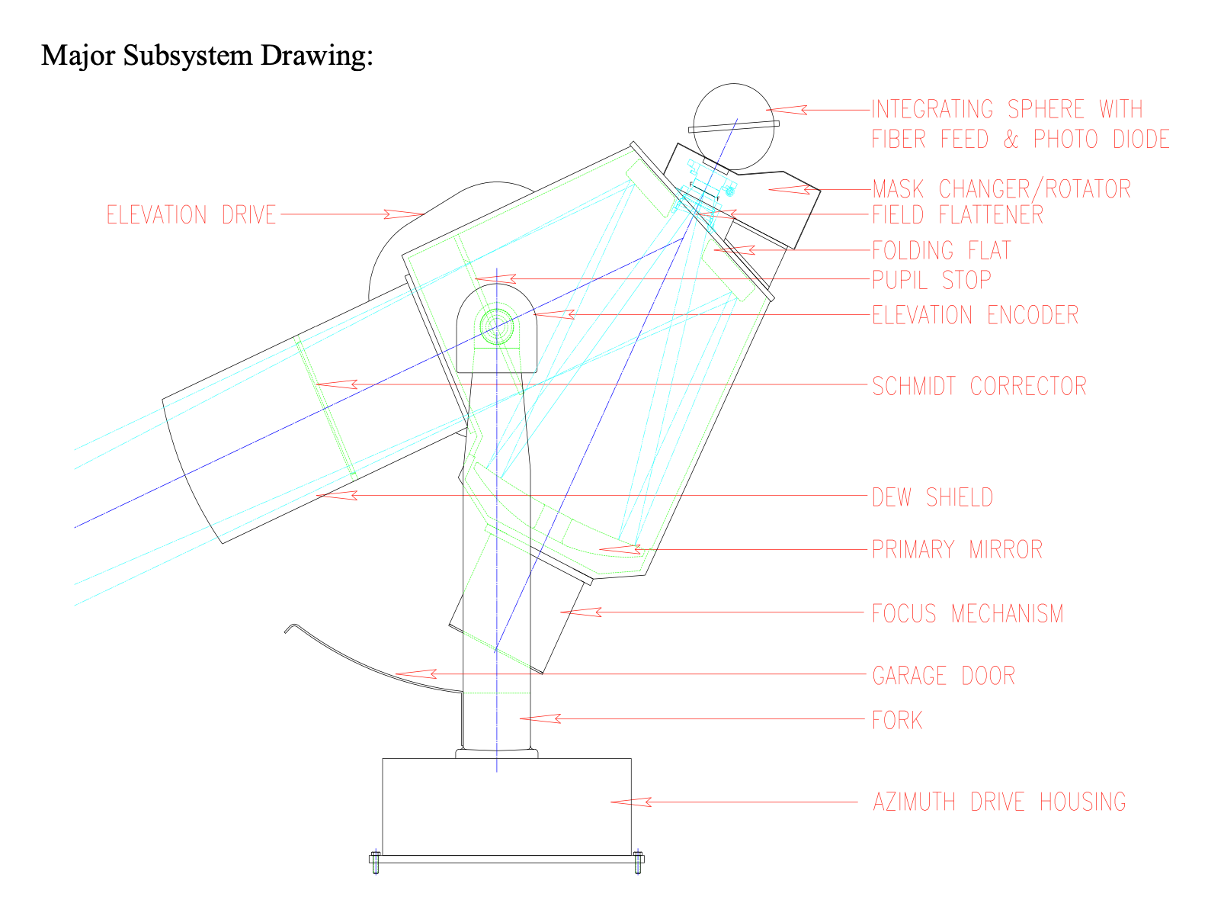 Major Subsystem Drawing:
INTEGRATING SPHERE WITH
FIBER FEED & PHOTO DIODE
MASK CHANGER/ROTATOR
ELEVATION DRIVE
FIELD FLATTENER
FOLDING FLAT
PUPIL STOP
ELEVATION ENCODER
SCHMIDT CORRECTOR
DEW SHIELD
PRIMARY MIRROR
FOCUS MECHANISM
GARAGE DOOR
FORK
AZIMUTH DRIVE HOUSING